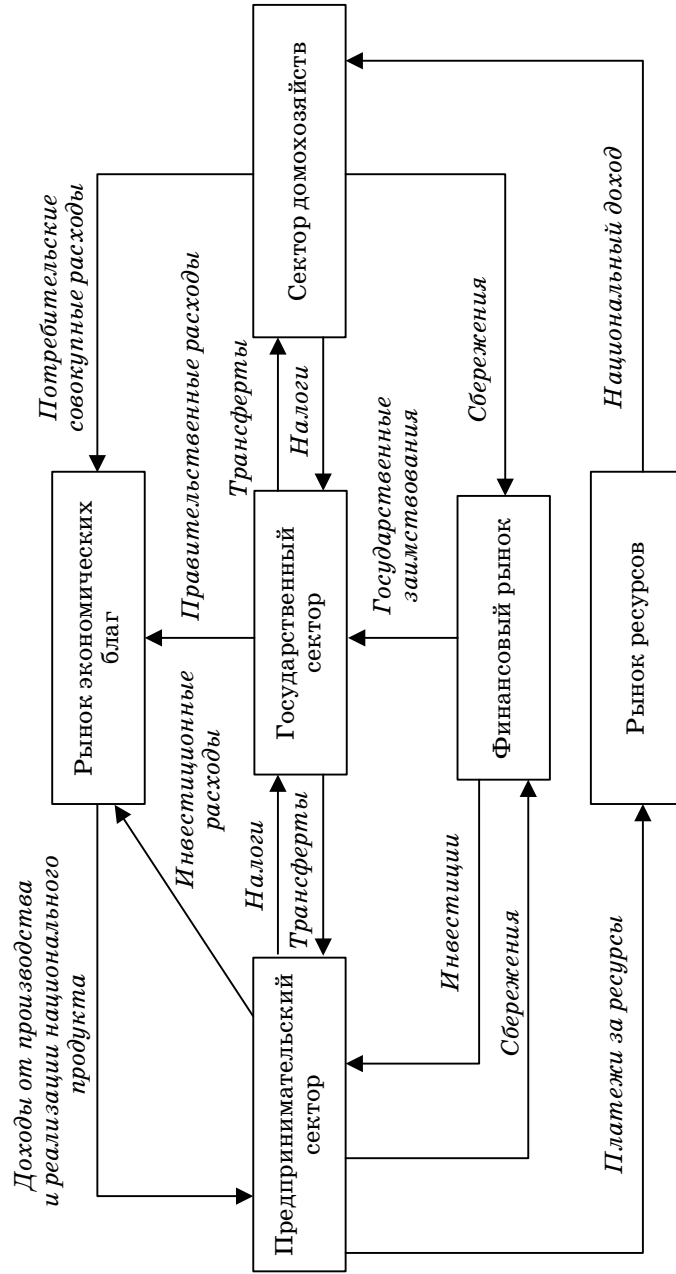 Доходы от производства
и реализации национального
продукта
Потребительские
совокупные расходы
Рынок экономических
благ
Инвестиционные
расходы
Правительственные расходы
Налоги
Трансферты
Трансферты
Налоги
Предпринимательский
сектор
Государственный
сектор
Сектор домохозяйств
Государственные
заимствования
Инвестиции
Сбережения
Сбережения
Финансовый рынок
Платежи за ресурсы
Национальный доход
Рынок ресурсов